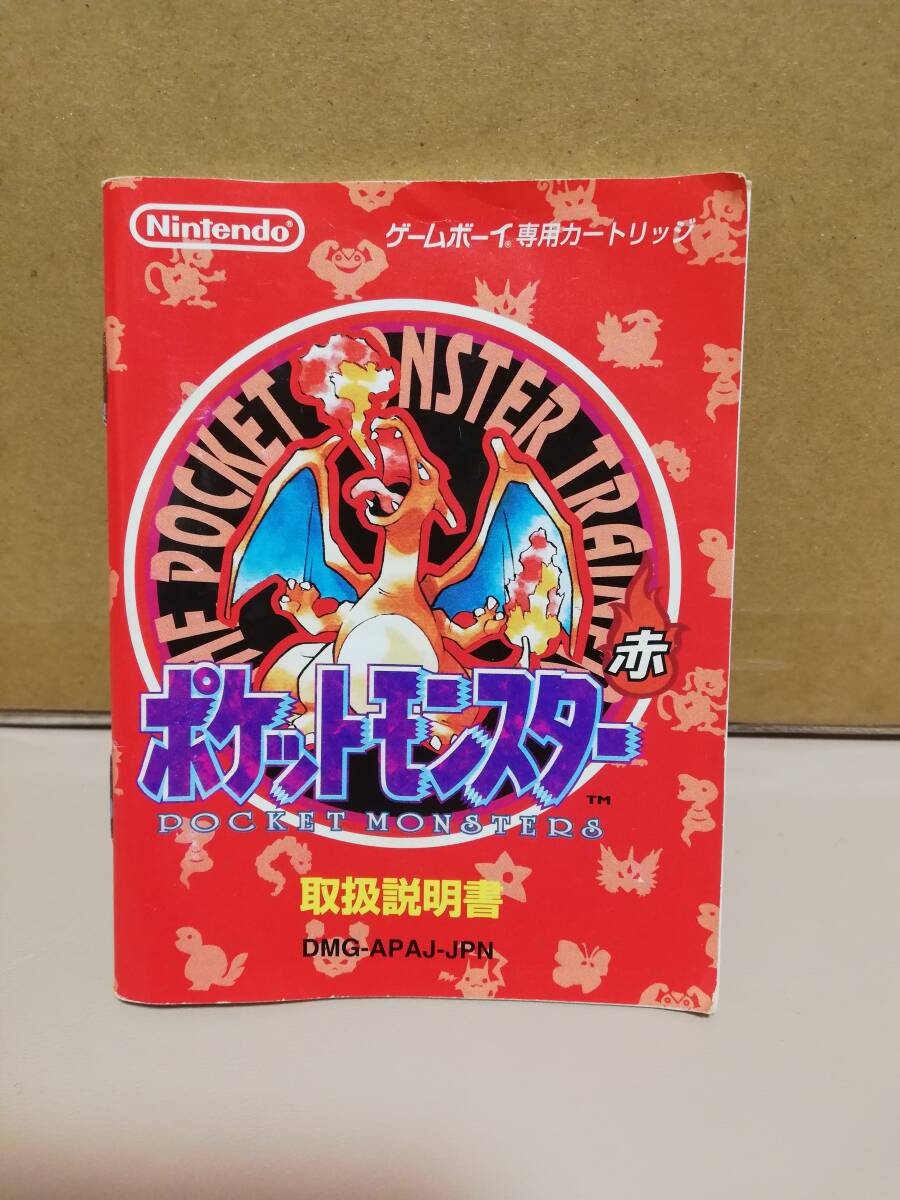 Nintendo®
ゲームボーイ®専用カートリッジ
THE POCKET MONSTER TRAINER
赤
ポケットモンスター
TM
POCKET MONSTERS
取扱説明書
DMG-APAJ-JPN